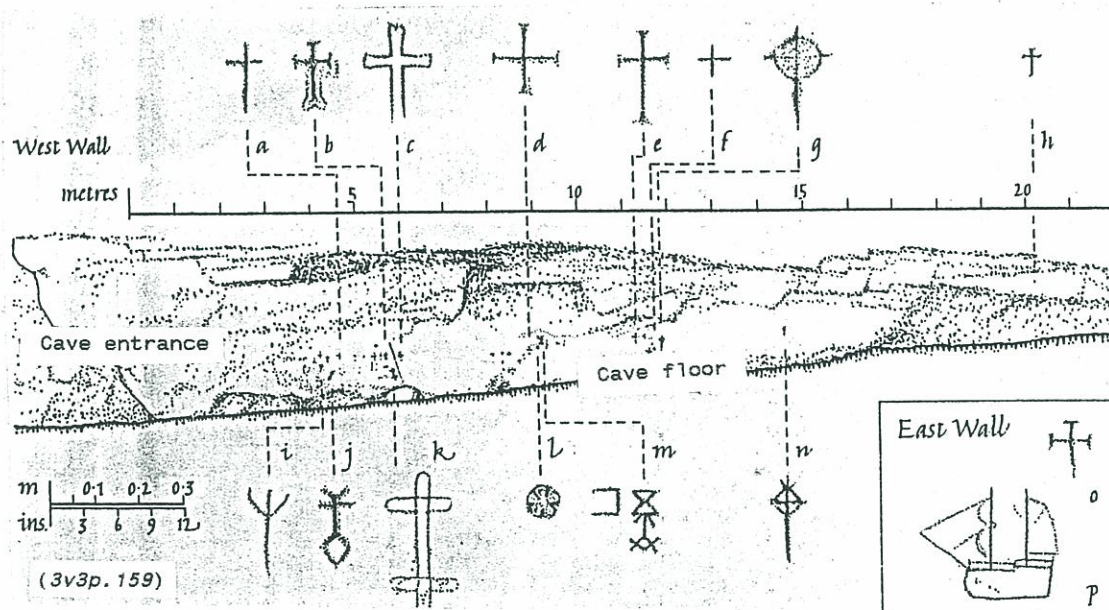 West Wall
a b c d e f g h
metres 5 10 15 20
Cave entrance
Cave floor
East Wall
i j k l m n o
m 0.1 0.2 0.3
ins. 3 6 9 12
p
(3v3p.159)